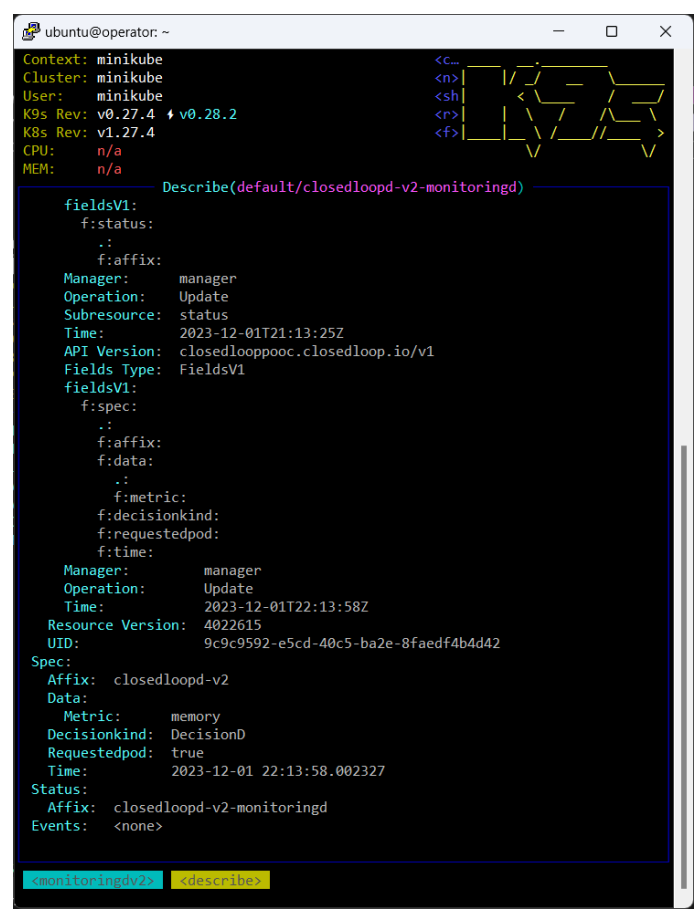 ubuntu@operator: ~
Context: minikube
<c…
Cluster: minikube
<n>
User: minikube
<sh
K9s Rev: v0.27.4 ⚡v0.28.2
<r>
K8s Rev: v1.27.4
<f>
CPU: n/a
MEM: n/a
Describe(default/closedloopd-v2-monitoringd)
fieldsV1:
f:status:
.:
f:affix:
Manager: manager
Operation: Update
Subresource: status
Time: 2023-12-01T21:13:25Z
API Version: closedlooppooc.closedloop.io/v1
Fields Type: FieldsV1
fieldsV1:
f:spec:
.:
f:affix:
f:data:
.:
f:metric:
f:decisionkind:
f:requestedpod:
f:time:
Manager: manager
Operation: Update
Time: 2023-12-01T22:13:58Z
Resource Version: 4022615
UID: 9c9c9592-e5cd-40c5-ba2e-8faedf4b4d42
Spec:
Affix: closedloopd-v2
Data:
Metric: memory
Decisionkind: DecisionD
Requestedpod: true
Time: 2023-12-01 22:13:58.002327
Status:
Affix: closedloopd-v2-monitoringd
Events: <none>
<monitoringdv2> <describe>